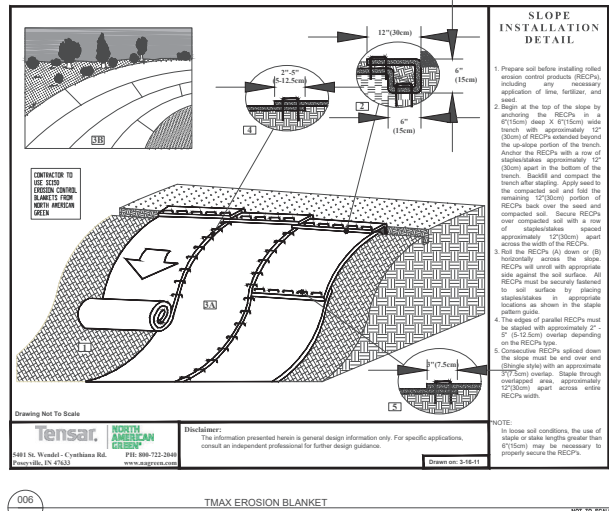 SLOPE
INSTALLATION
DETAIL
1. Prepare soil before installing rolled
erosion control products (RECPs),
including any necessary
application of lime, fertilizer, and
seed.
2. Begin at the top of the slope by
anchoring the RECPs in a
6"(15cm) deep X 6"(15cm) wide
trench with approximately 12"
(30cm) of RECPs extended beyond
the up-slope portion of the trench.
Anchor the RECPs with a row of
staples/stakes approximately 12"
(30cm) apart in the bottom of the
trench. Backfill and compact the
trench after stapling. Apply seed to
the compacted soil and fold the
remaining 12"(30cm) portion of
RECPs back over the seed and
compacted soil. Secure RECPs
over compacted soil with a row
of staples/stakes spaced
approximately 12"(30cm) apart
across the width of the RECPs.
3. Roll the RECPs (A) down or (B)
horizontally across the slope.
RECPs will unroll with appropriate
side against the soil surface. All
RECPs must be securely fastened
to soil surface by placing
staples/stakes in appropriate
locations as shown in the staple
pattern guide.
4. The edges of parallel RECPs must
be stapled with approximately 2" -
5" (5-12.5cm) overlap depending
on the RECPs type.
5. Consecutive RECPs spliced down
the slope must be end over end
(Shingle style) with an approximate
3"(7.5cm) overlap. Staple through
overlapped area, approximately
12"(30cm) apart across entire
RECPs width.
*NOTE:
In loose soil conditions, the use of
staple or stake lengths greater than
6"(15cm) may be necessary to
properly secure the RECP's.
12"(30cm)
2"-5"
(5-12.5cm)
6"
(15cm)
2
6"
(15cm)
4
3B
CONTRACTOR TO
USE SC150
EROSION CONTROL
BLANKETS FROM
NORTH AMERICAN
GREEN
3A
1
3"(7.5cm)
5
Drawing Not To Scale
Tensar.
NORTH
AMERICAN
GREEN
5401 St. Wendel - Cynthiana Rd.
Poseyville, IN 47633
PH: 800-722-2040
www.nagreen.com
Disclaimer:
The information presented herein is general design information only. For specific applications,
consult an independent professional for further design guidance.
Drawn on: 3-16-11
006
TMAX EROSION BLANKET
NOT TO SCALE